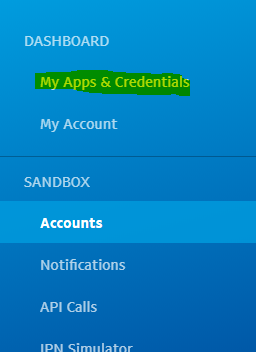 DASHBOARD
My Apps & Credentials
My Account
SANDBOX
Accounts
Notifications
API Calls
IPN Simulator